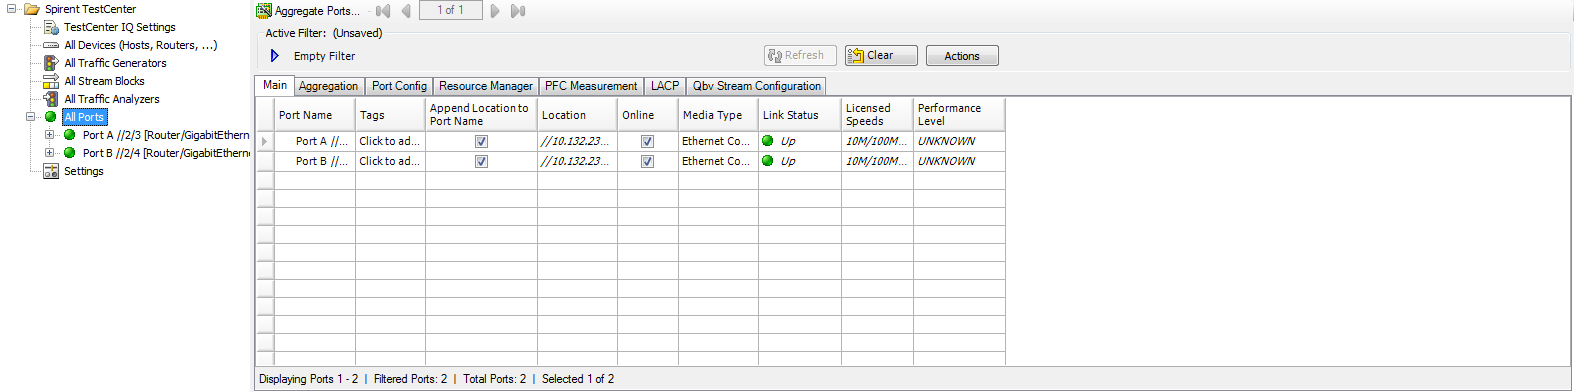 Spirent TestCenter
TestCenter IQ Settings
All Devices (Hosts, Routers, ...)
All Traffic Generators
All Stream Blocks
All Traffic Analyzers
All Ports
Port A //2/3 [Router/GigabitEthern
Port B //2/4 [Router/GigabitEtherne
Settings
Aggregate Ports... 1 of 1
Active Filter: (Unsaved)
Empty Filter Refresh Clear Actions
Main Aggregation Port Config Resource Manager PFC Measurement LACP Qbv Stream Configuration
Port Name Tags Append Location to Port Name Location Online Media Type Link Status Licensed Speeds Performance Level
Port A //... Click to ad... //10.132.23... Ethernet Co... Up 10M/100M... UNKNOWN
Port B //... Click to ad... //10.132.23... Ethernet Co... Up 10M/100M... UNKNOWN
Displaying Ports 1 - 2 | Filtered Ports: 2 | Total Ports: 2 | Selected 1 of 2